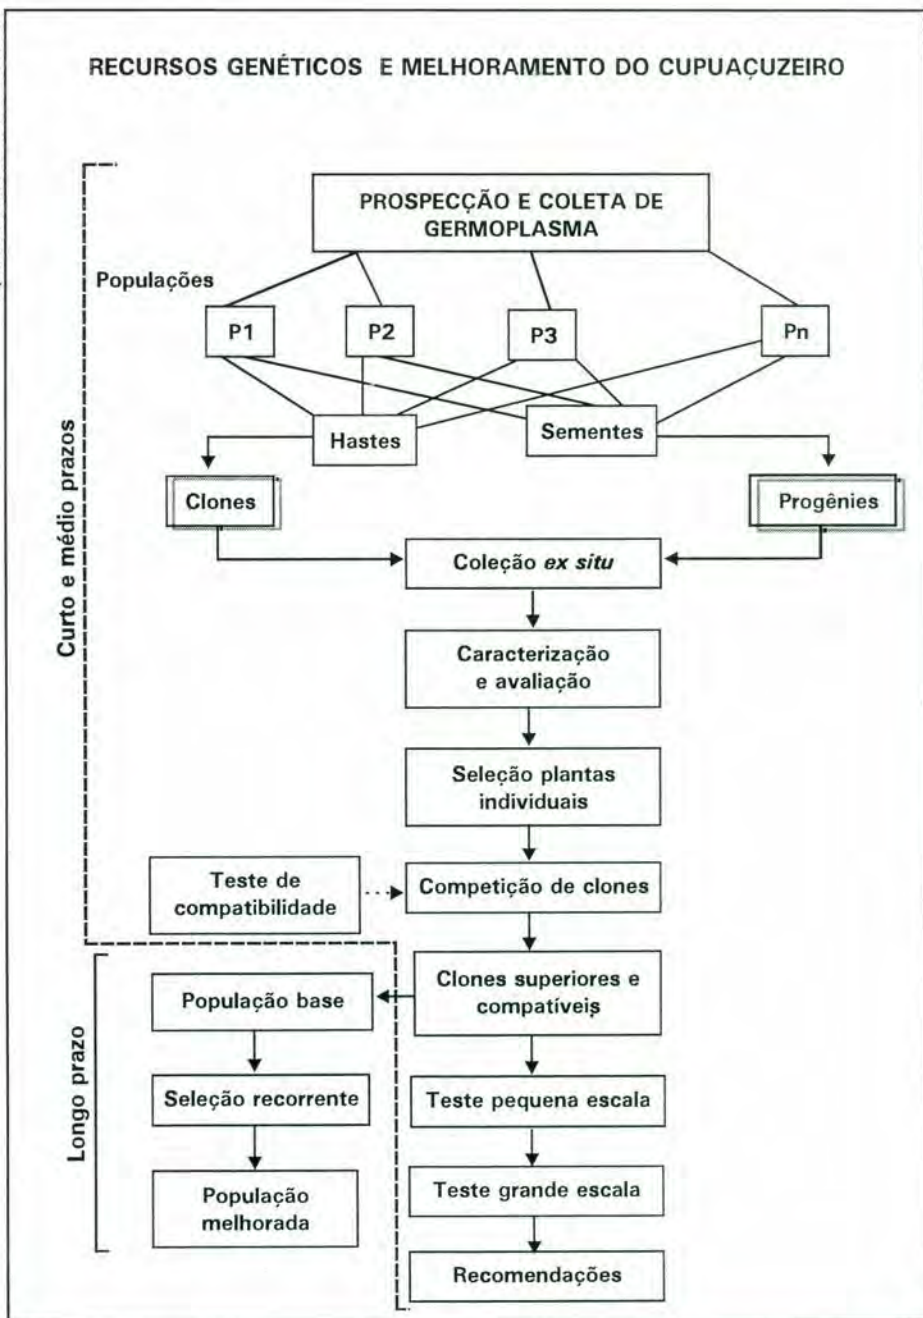 RECURSOS GENÉTICOS E MELHORAMENTO DO CUPUAÇUZEIRO
PROSPECÇÃO E COLETA DE
GERMOPLASMA
Populações
P1
P2
P3
Pn
Hastes
Sementes
Clones
Progênies
Curto e médio prazos
Coleção ex situ
Caracterização
e avaliação
Seleção plantas
individuais
Teste de
compatibilidade
Competição de clones
Clones superiores e
compatíveis
Longo prazo
População base
Seleção recorrente
População
melhorada
Teste pequena escala
Teste grande escala
Recomendações